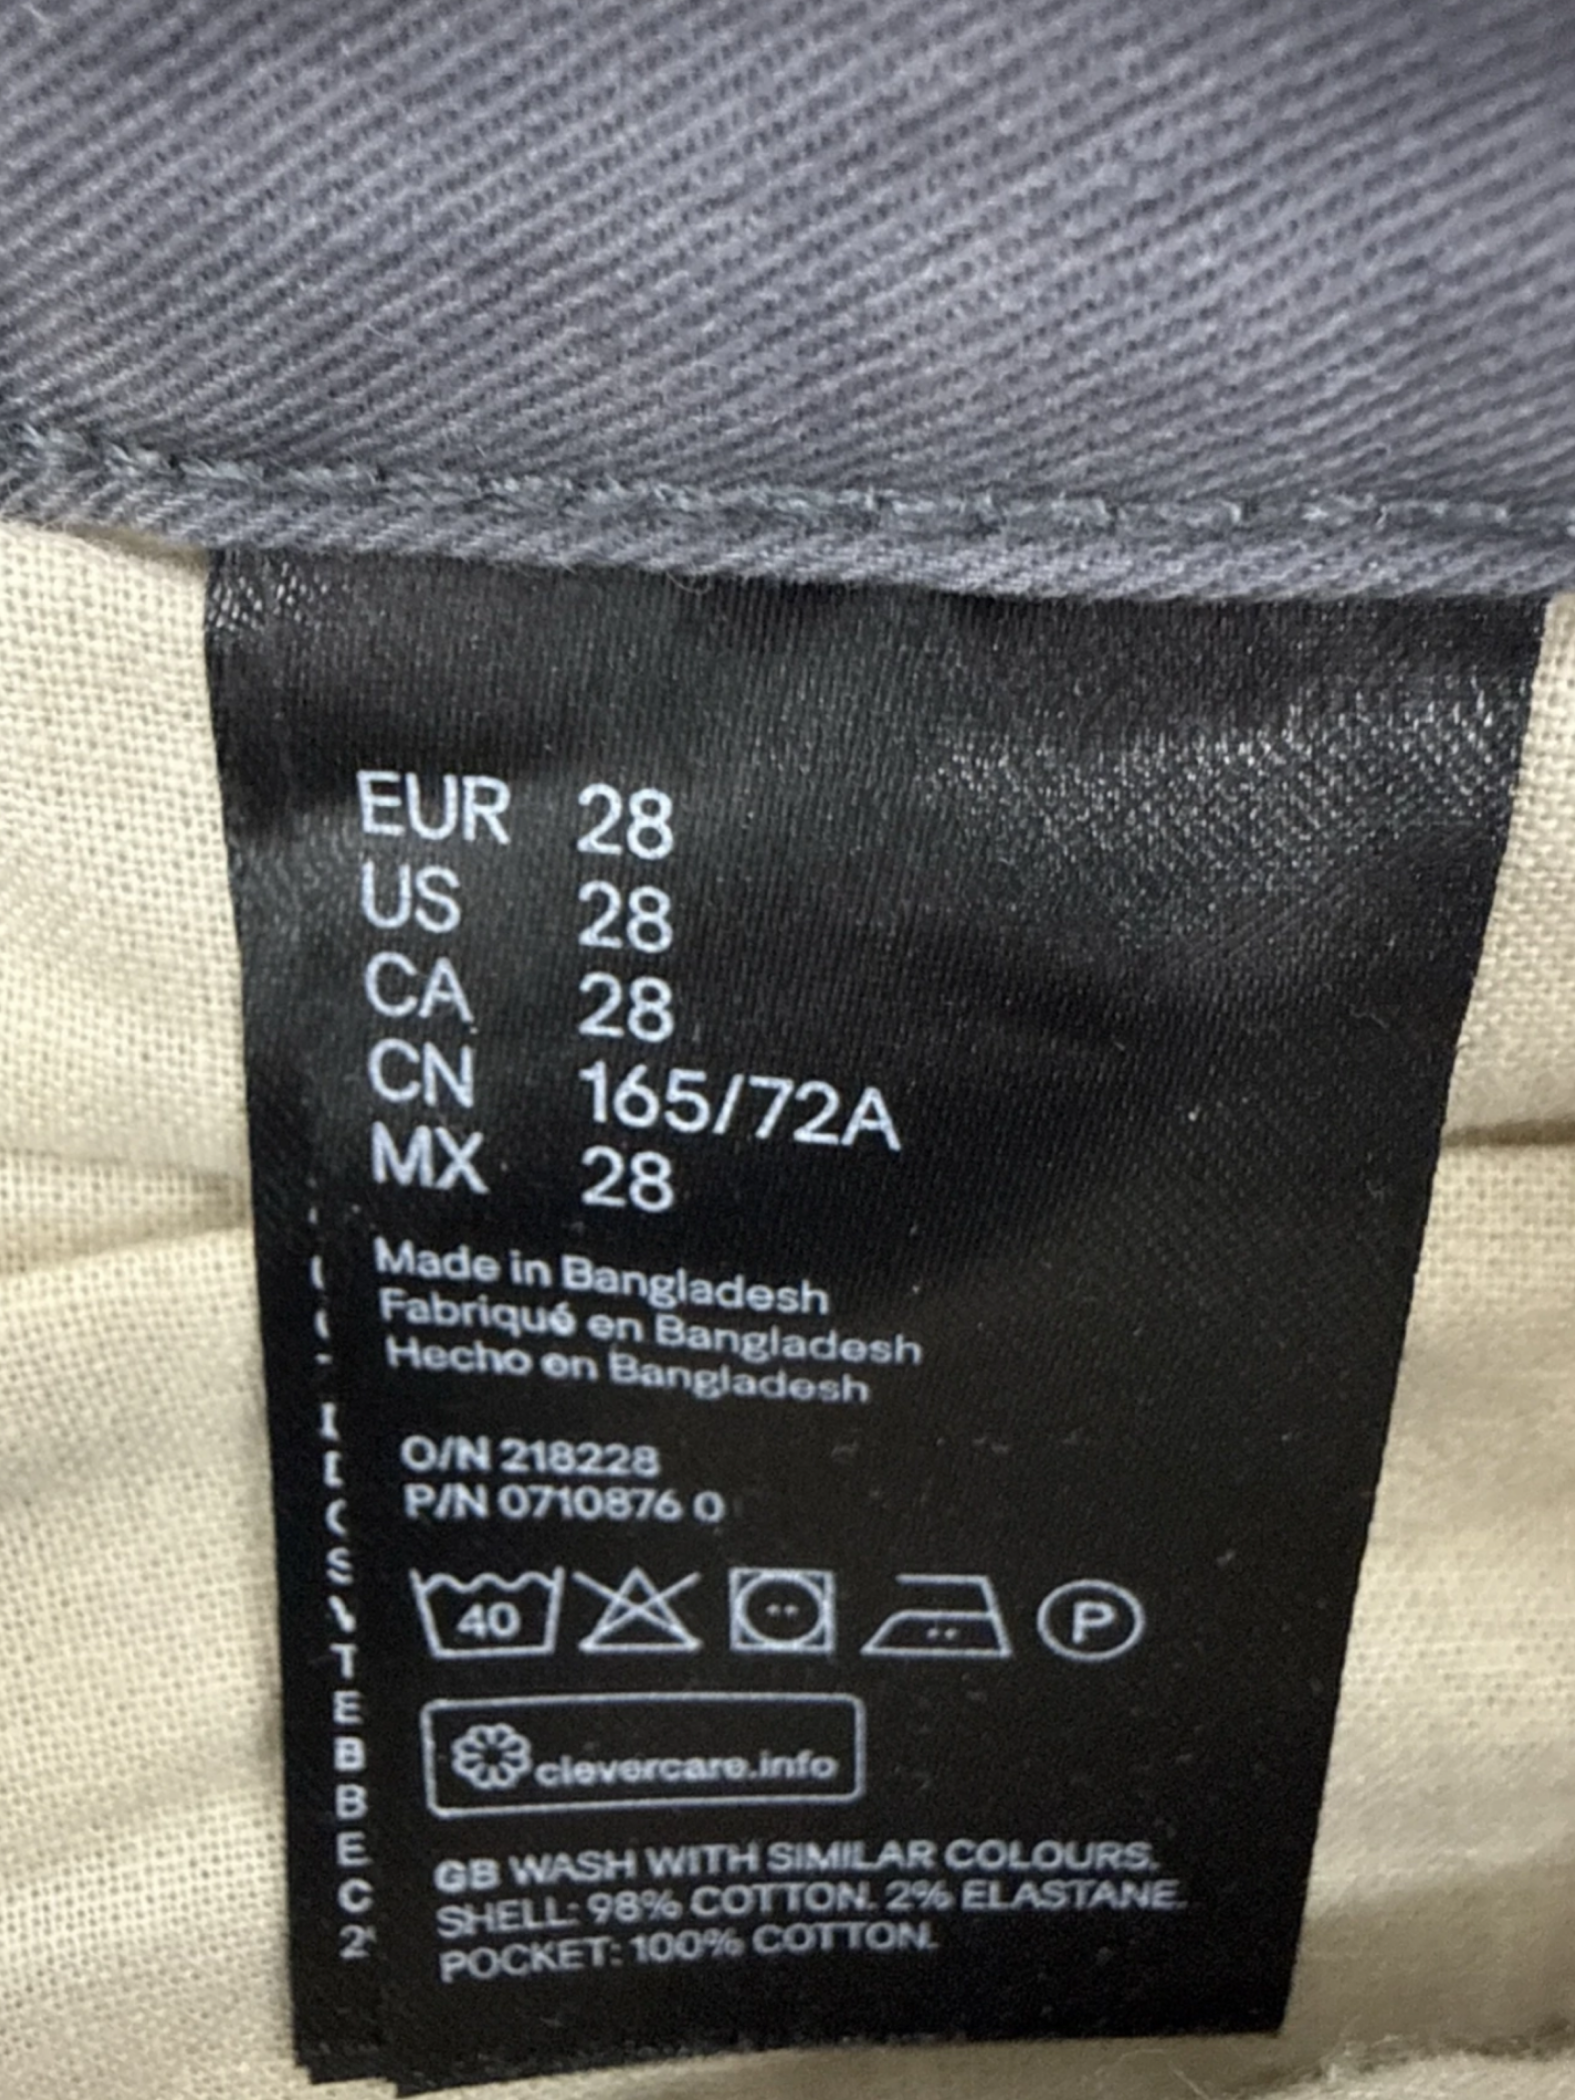 EUR 28
US 28
CA 28
CN 165/72A
MX 28
Made in Bangladesh
Fabriqué en Bangladesh
Hecho en Bangladesh
O/N 218228
P/N 0710876 0
40 P
clevercare.info
GB WASH WITH SIMILAR COLOURS.
SHELL: 98% COTTON. 2% ELASTANE.
POCKET: 100% COTTON.